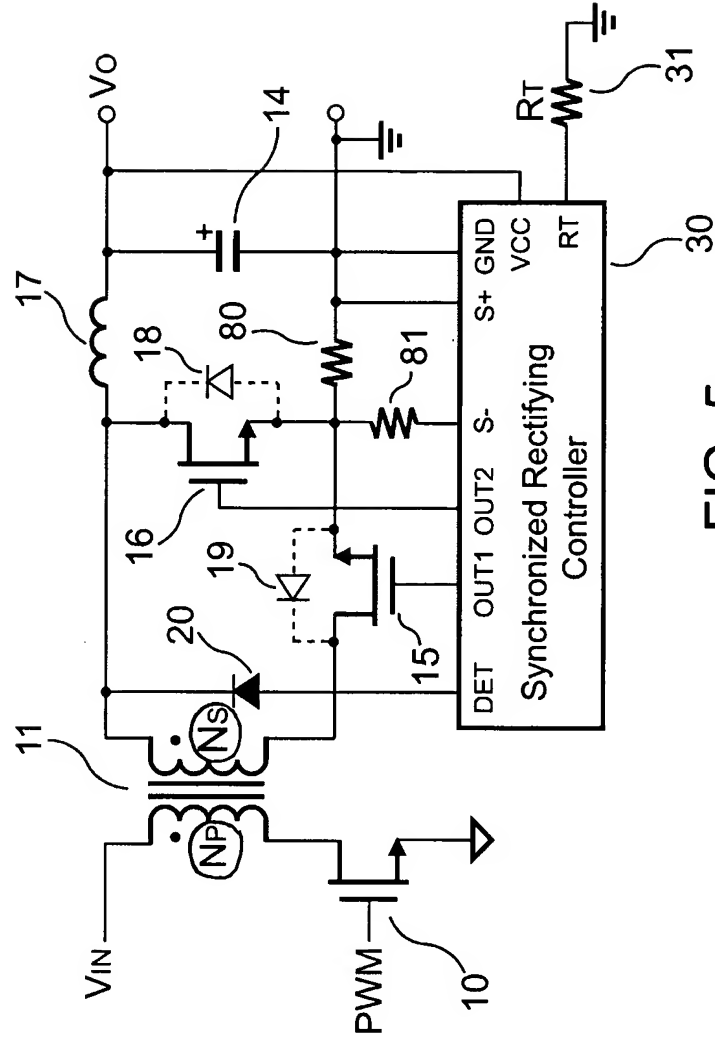 VIN
PWM
10
11
NP
NS
20
19
15
16
18
17
80
81
14
VO
+
DET
OUT1
OUT2
S-
S+
GND
VCC
RT
Synchronized Rectifying
Controller
30
RT
31
FIG